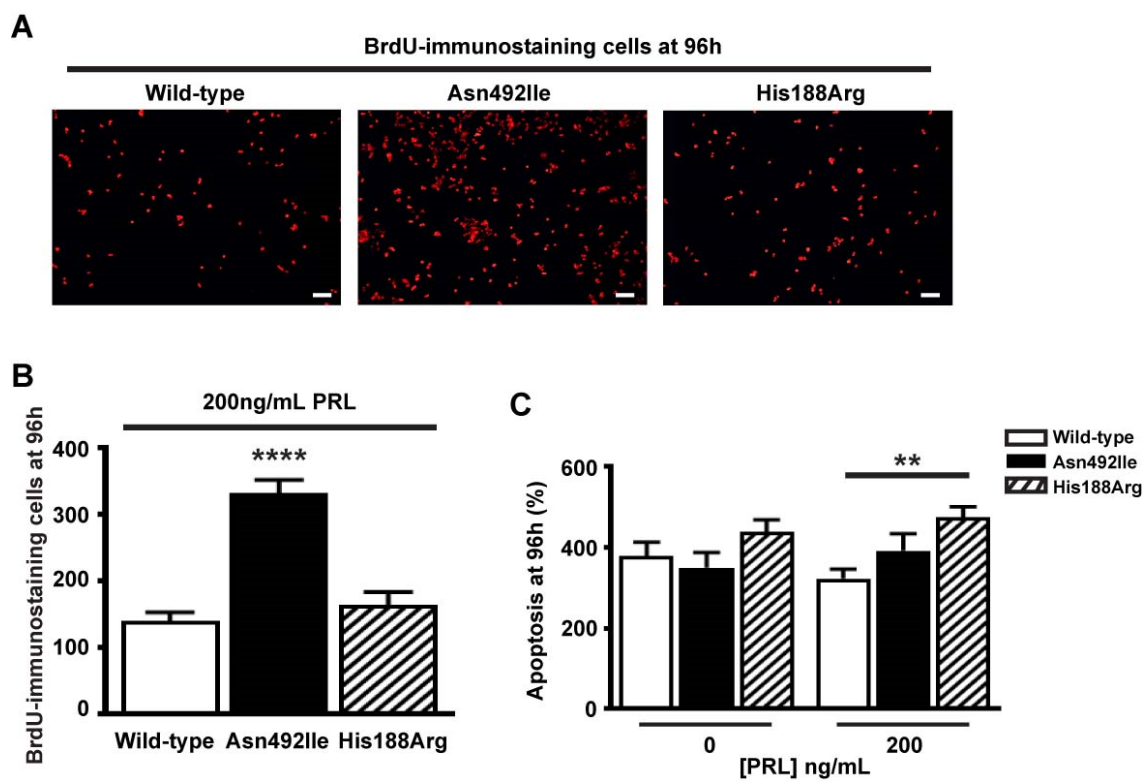 A
BrdU-immunostaining cells at 96h
Wild-type Asn492Ile His188Arg
B
200ng/mL PRL
BrdU-immunostaining cells at 96h
400
300
200
100
0
****
Wild-type Asn492Ile His188Arg
C
Wild-type
Asn492Ile
His188Arg
Apoptosis at 96h (%)
600
400
200
0
**
0 200
[PRL] ng/mL